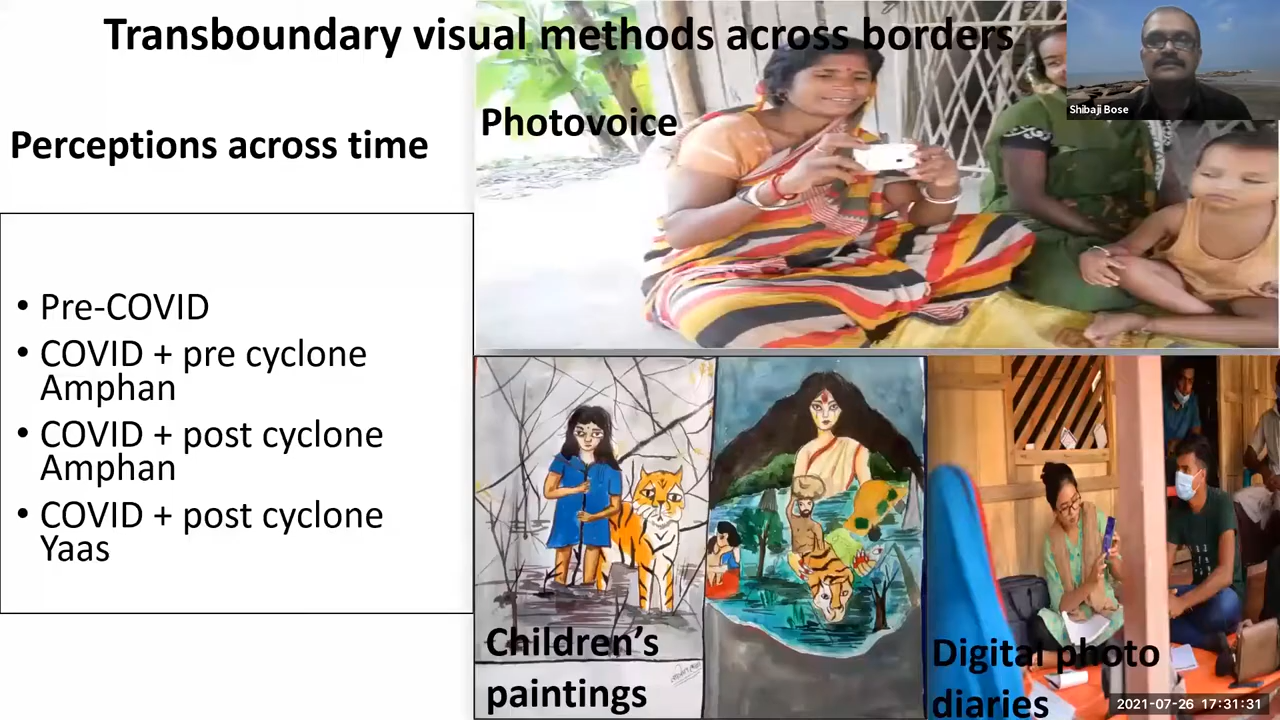 Transboundary visual methods across borders
Shibaji Bose
Perceptions across time
Photovoice
• Pre-COVID
• COVID + pre cyclone
Amphan
• COVID + post cyclone
Amphan
• COVID + post cyclone
Yaas
Children's
paintings
Digital photo
diaries
2021-07-26 17:31:31